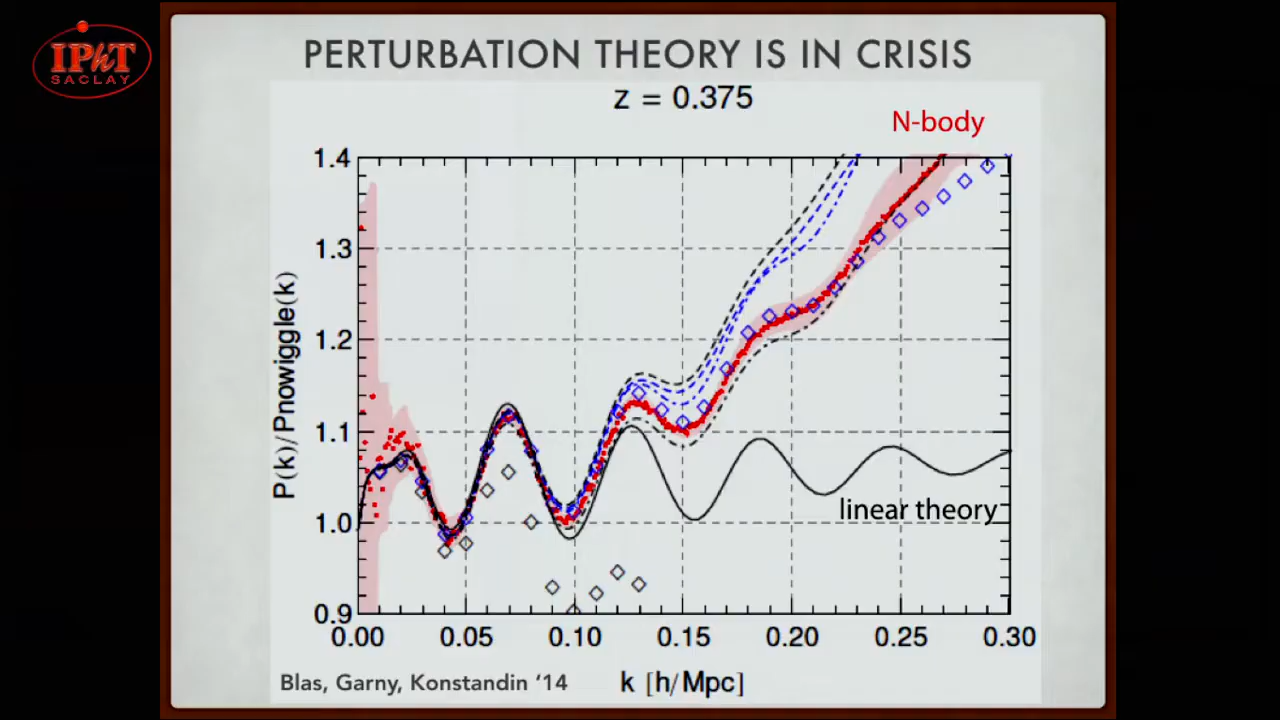 IPhT
SACLAY
PERTURBATION THEORY IS IN CRISIS
z = 0.375
N-body
1.4
1.3
1.2
1.1
1.0
0.9
P(k)/Pnowiggle(k)
linear theory
0.00 0.05 0.10 0.15 0.20 0.25 0.30
Blas, Garny, Konstandin ‘14
k [h/Mpc]